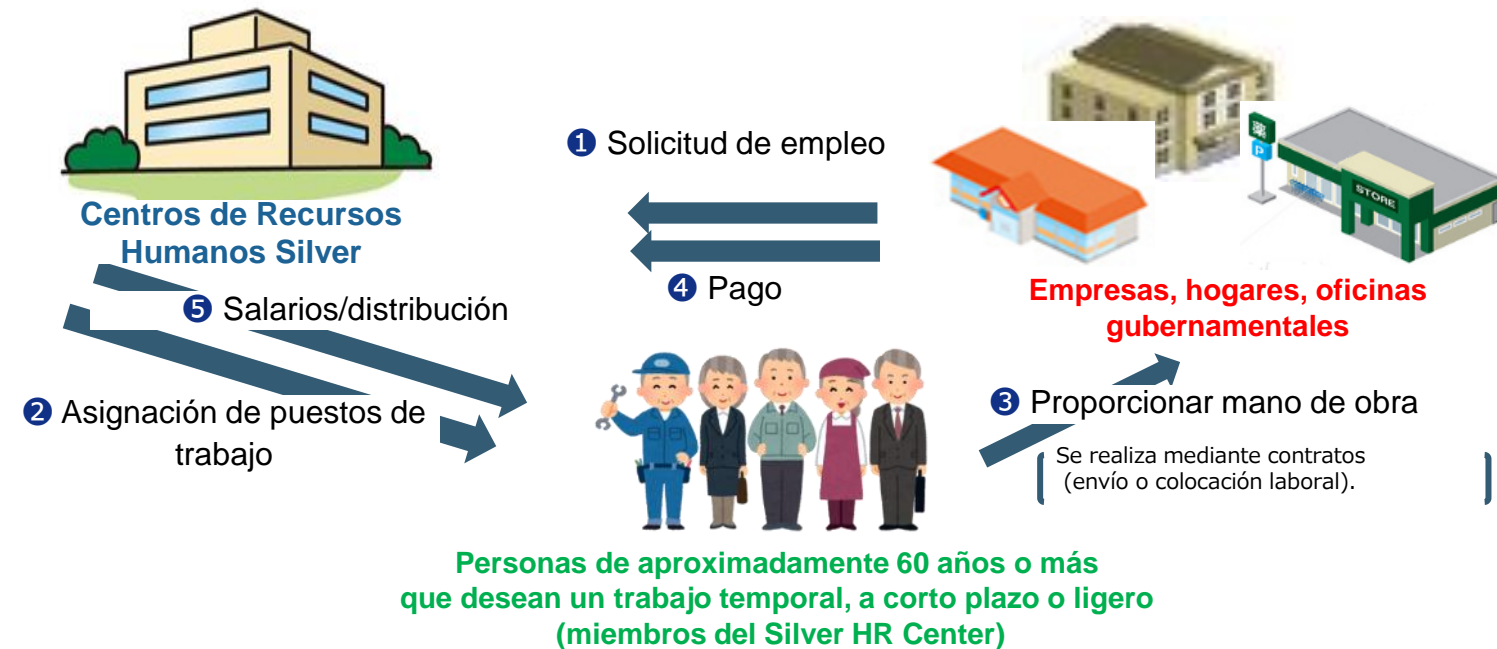 ❶ Solicitud de empleo
P
STORE
Centros de Recursos
Humanos Silver
❹ Pago
Empresas, hogares, oficinas
gubernamentales
❺ Salarios/distribución
❷ Asignación de puestos de
trabajo
❸ Proporcionar mano de obra
Se realiza mediante contratos
(envío o colocación laboral).
Personas de aproximadamente 60 años o más
que desean un trabajo temporal, a corto plazo o ligero
(miembros del Silver HR Center)